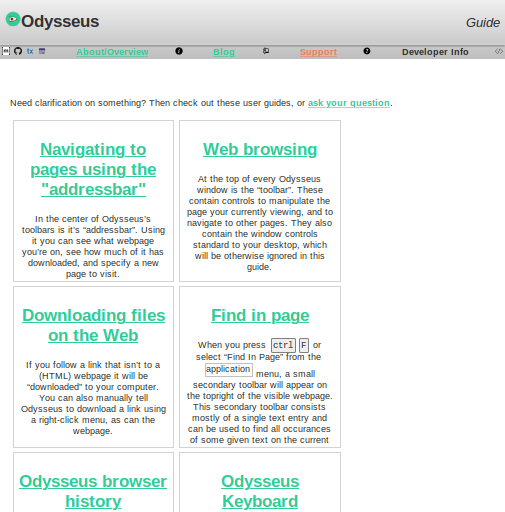 Odysseus
Guide
tx
About/Overview
Blog
Support
Developer Info
Need clarification on something? Then check out these user guides, or ask your question.
Navigating to
pages using the
"addressbar"
In the center of Odysseus's
toolbars is it's "addressbar". Using
it you can see what webpage
you're on, see how much of it has
downloaded, and specify a new
page to visit.
Web browsing
At the top of every Odysseus
window is the "toolbar". These
contain controls to manipulate the
page your currently viewing, and to
navigate to other pages. They also
contain the window controls
standard to your desktop, which
will be otherwise ignored in this
guide.
Downloading files
on the Web
If you follow a link that isn't to a
(HTML) webpage it will be
"downloaded" to your computer.
You can also manually tell
Odysseus to download a link using
a right-click menu, as can the
webpage.
Find in page
When you press ctrl F or
select "Find In Page" from the
application menu, a small
secondary toolbar will appear on
the topright of the visible webpage.
This secondary toolbar consists
mostly of a single text entry and
can be used to find all occurances
of some given text on the current
Odysseus browser
history
Odysseus
Keyboard